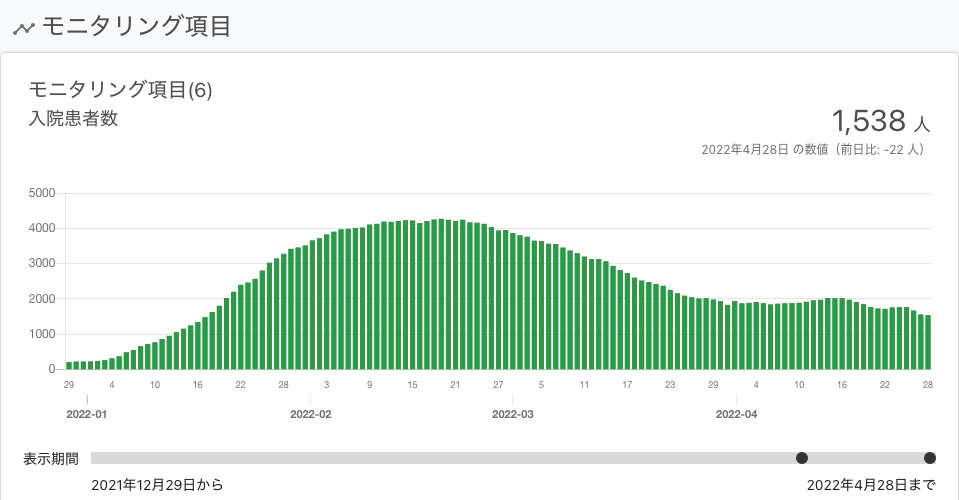 モニタリング項目
モニタリング項目(6)
入院患者数
1,538 人
2022年4月28日 の数値（前日比: -22 人）
5000
4000
3000
2000
1000
0
29 4 10 16 22 28 3 9 15 21 27 5 11 17 23 29 4 10 16 22 28
2022-01 2022-02 2022-03 2022-04
表示期間
2021年12月29日から 2022年4月28日まで